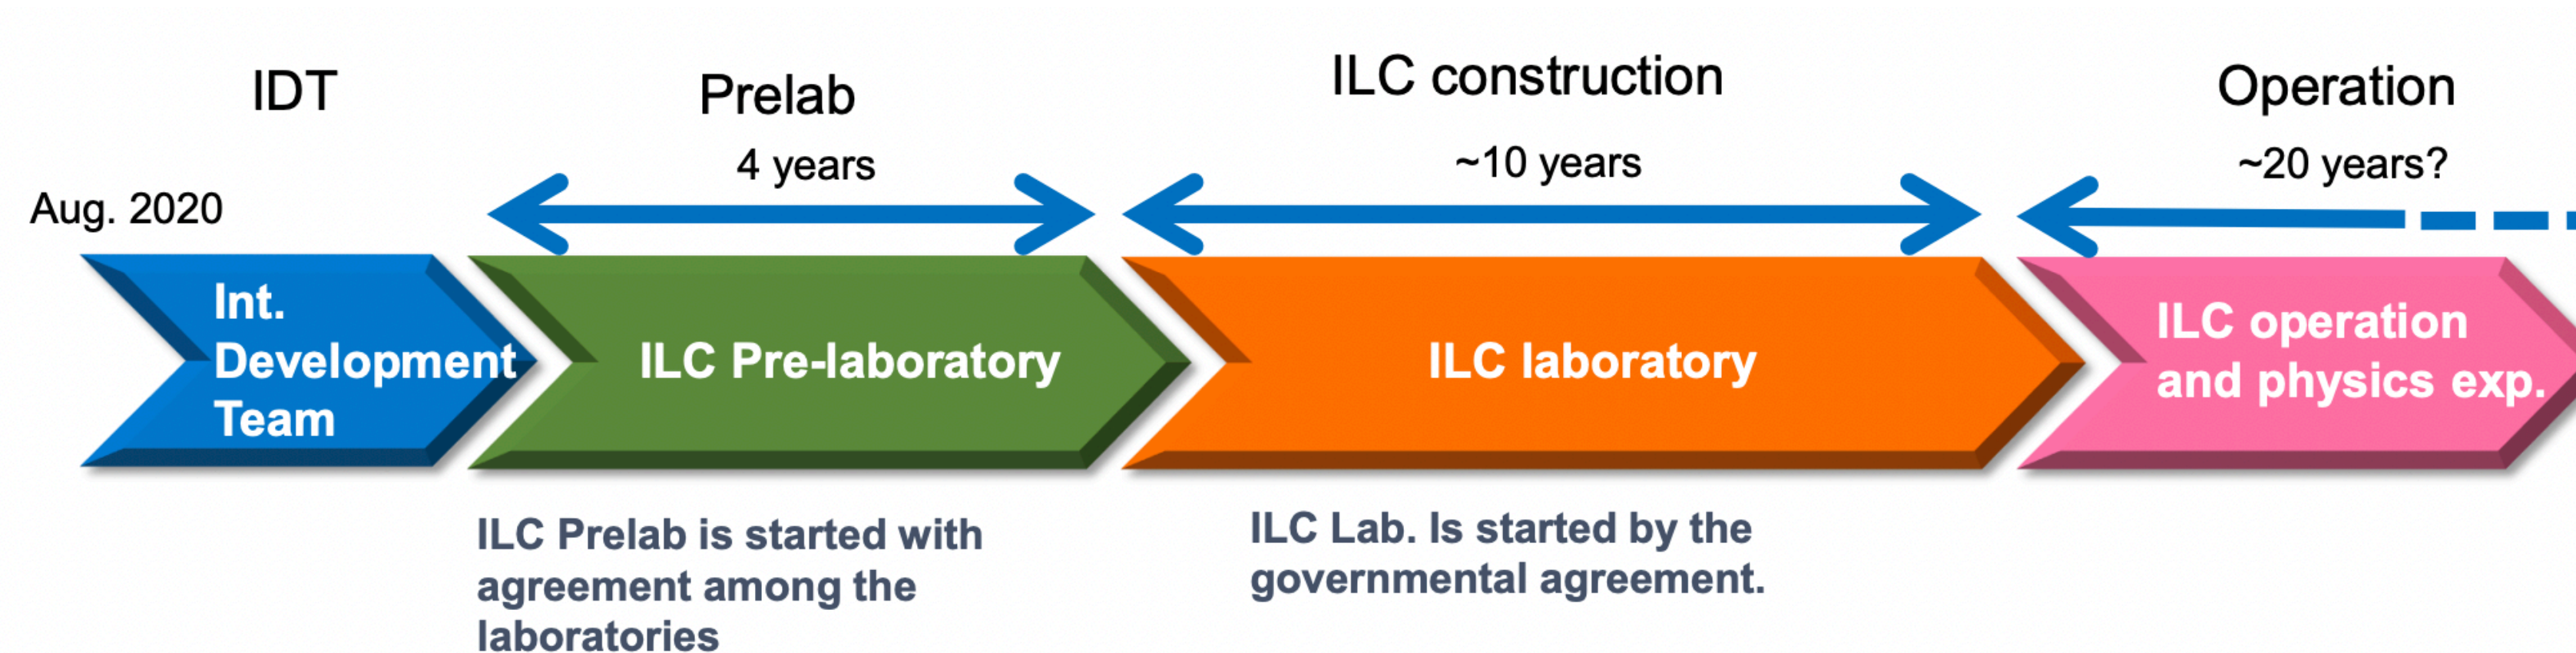 IDT
Prelab
ILC construction
Operation
4 years
~10 years
~20 years?
Aug. 2020
Int.
Development
Team
ILC Pre-laboratory
ILC laboratory
ILC operation
and physics exp.
ILC Prelab is started with
agreement among the
laboratories
ILC Lab. Is started by the
governmental agreement.